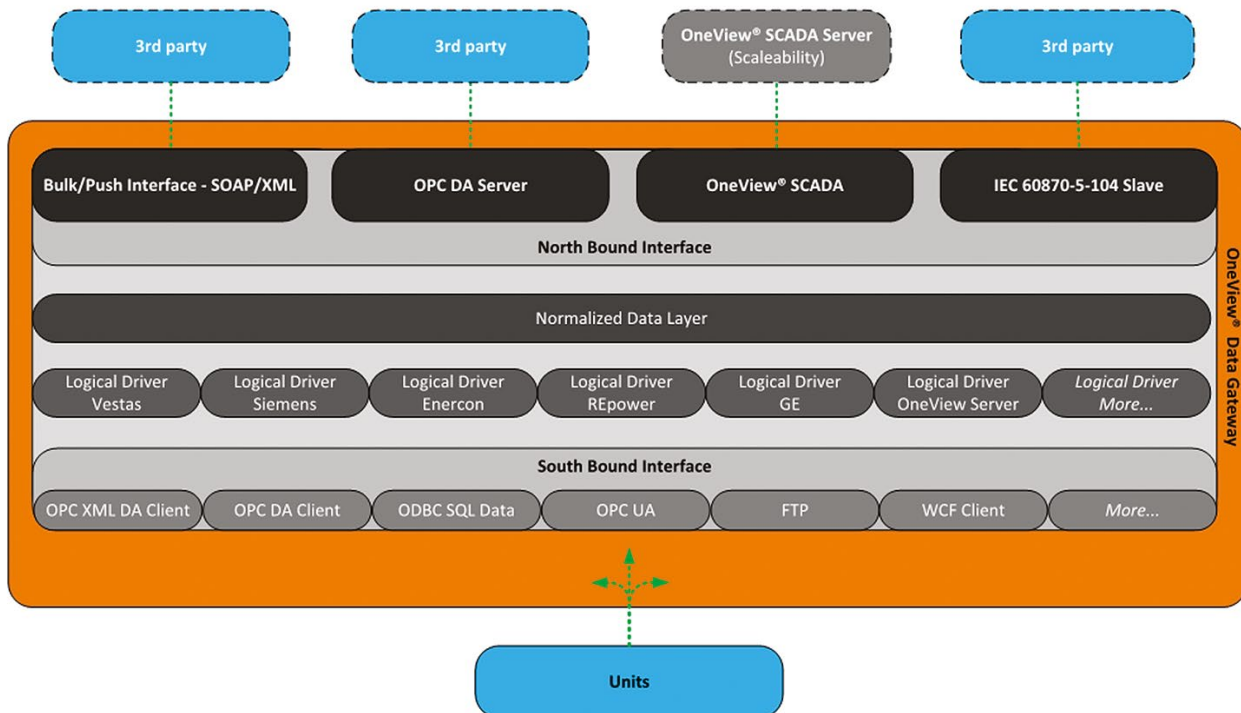 3rd party
3rd party
OneView® SCADA Server
(Scaleability)
3rd party
Bulk/Push Interface - SOAP/XML
OPC DA Server
OneView® SCADA
IEC 60870-5-104 Slave
North Bound Interface
Normalized Data Layer
Logical Driver
Vestas
Logical Driver
Siemens
Logical Driver
Enercon
Logical Driver
REpower
Logical Driver
GE
Logical Driver
OneView Server
Logical Driver
More...
South Bound Interface
OPC XML DA Client
OPC DA Client
ODBC SQL Data
OPC UA
FTP
WCF Client
More...
OneView® Data Gateway
Units